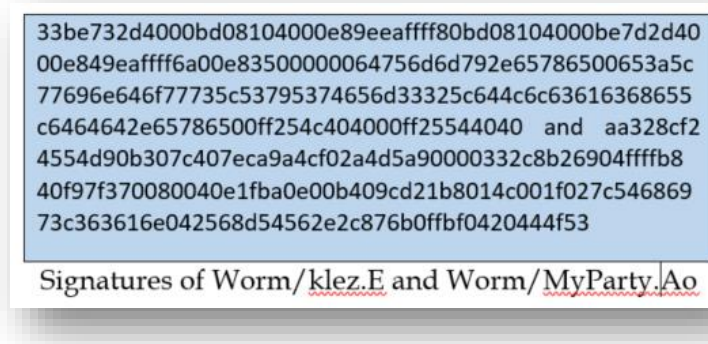 33be732d4000bd08104000e89eeaffff80bd08104000be7d2d40
00e849eaffff6a00e83500000064756d6d792e65786500653a5c
77696e646f77735c53795374656d33325c644c6c63616368655
c6464642e65786500ff254c404000ff25544040 and aa328cf2
4554d90b307c407eca9a4cf02a4d5a90000332c8b26904ffffb8
40f97f370080040e1fba0e00b409cd21b8014c001f027c546869
73c363616e042568d54562e2c876b0ffbf0420444f53
Signatures of Worm/klez.E and Worm/MyParty.Ao